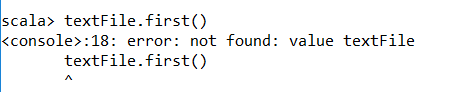 scala> textFile.first()
<console>:18: error: not found: value textFile
       textFile.first()
       ^